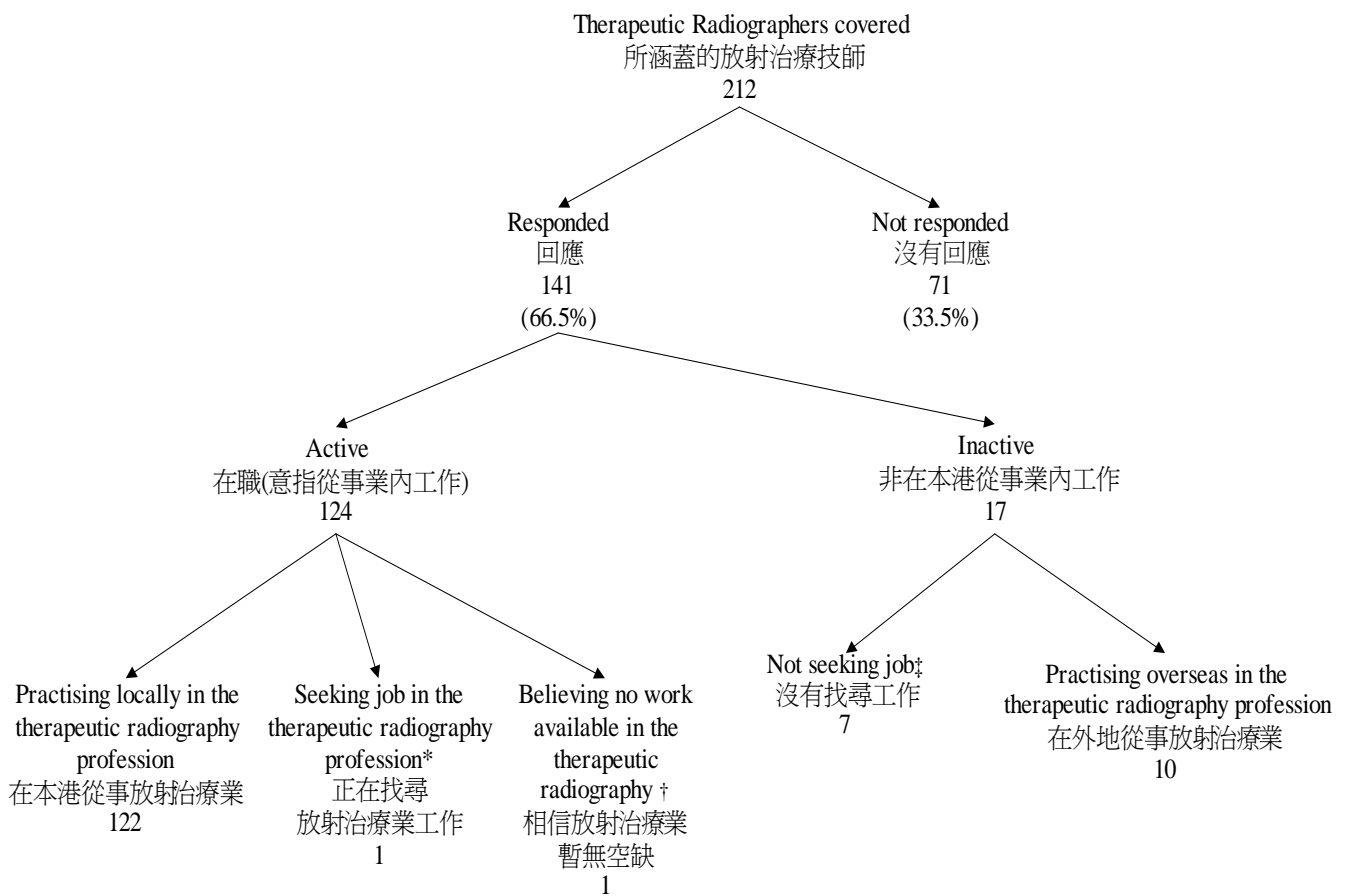 Therapeutic Radiographers covered
所涵蓋的放射治療技師
212
Responded
回應
141
(66.5%)
Not responded
沒有回應
71
(33.5%)
Active
在職(意指從事業內工作)
124
Inactive
非在本港從事業內工作
17
Practising locally in the
therapeutic radiography
profession
在本港從事放射治療業
122
Seeking job in the
therapeutic radiography
profession*
正在找尋
放射治療業工作
1
Believing no work
available in the
therapeutic
radiography †
相信放射治療業
暫無空缺
1
Not seeking job‡
沒有找尋工作
7
Practising overseas in the
therapeutic radiography profession
在外地從事放射治療業
10